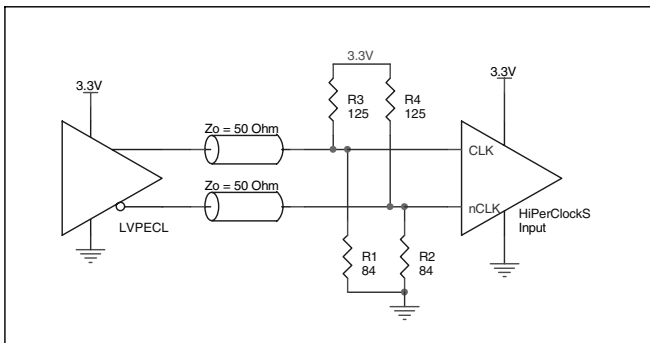 3.3V
3.3V
3.3V
R3
125
R4
125
Zo = 50 Ohm
CLK
Zo = 50 Ohm
nCLK
LVPECL
HiPerClockS
Input
R1
84
R2
84